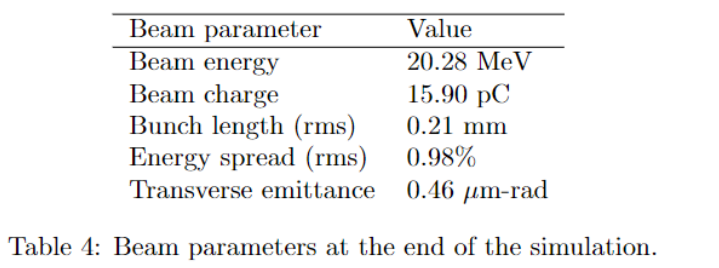 Beam parameter Value
Beam energy 20.28 MeV
Beam charge 15.90 pC
Bunch length (rms) 0.21 mm
Energy spread (rms) 0.98%
Transverse emittance 0.46 μm-rad
Table 4: Beam parameters at the end of the simulation.